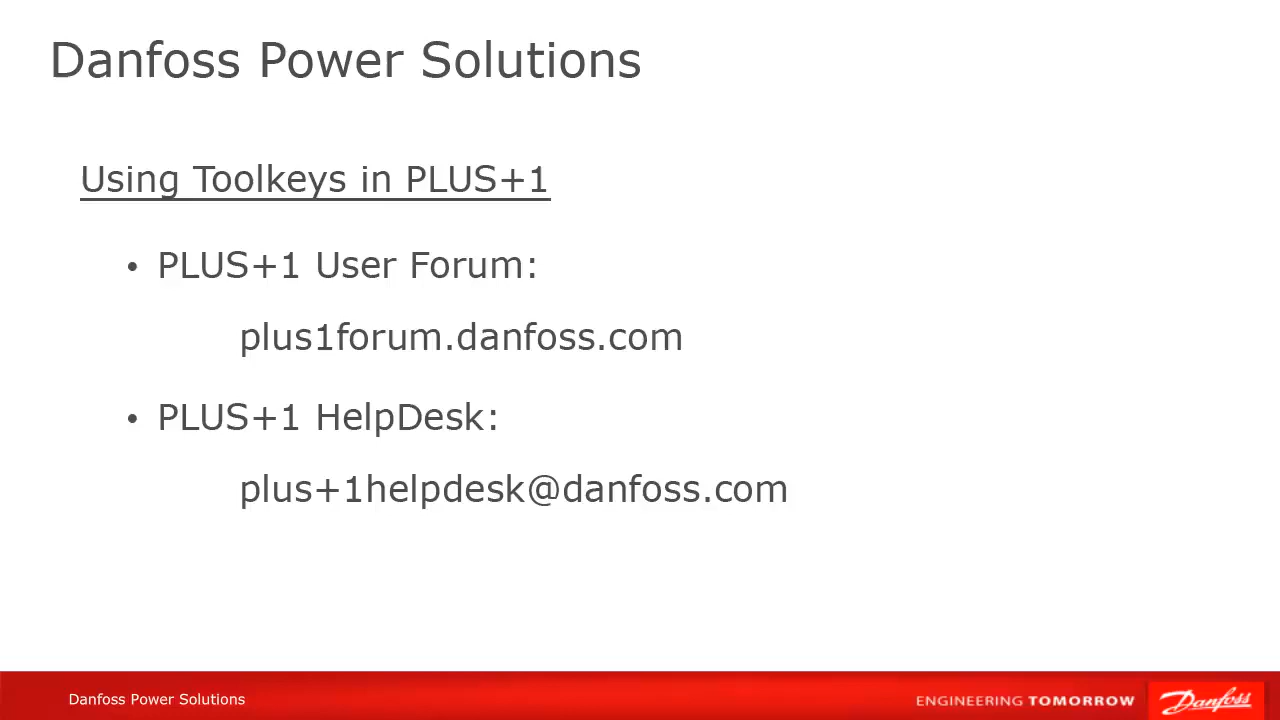 Danfoss Power Solutions
Using Toolkeys in PLUS+1
• PLUS+1 User Forum:
plus1forum.danfoss.com
• PLUS+1 HelpDesk:
plus+1helpdesk@danfoss.com
Danfoss Power Solutions
ENGINEERING TOMORROW
Danfoss